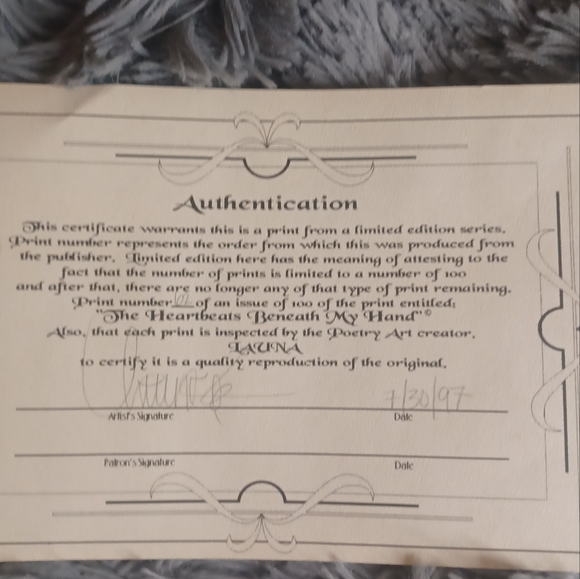 Authentication
This certificate warrants this is a print from a limited edition series.
Print number represents the order from which this was produced from
the publisher. Limited edition here has the meaning of attesting to the
fact that the number of prints is limited to a number of 100
and after that, there are no longer any of that type of print remaining.
Print number of an issue of 100 of the print entitled:
"The Heartbeats Beneath My Hand"©
Also, that each print is inspected by the Poetry Art creator,
LAUNA
to certify it is a quality reproduction of the original.
7/30/97
Artist's Signature Date
Patron's Signature Date